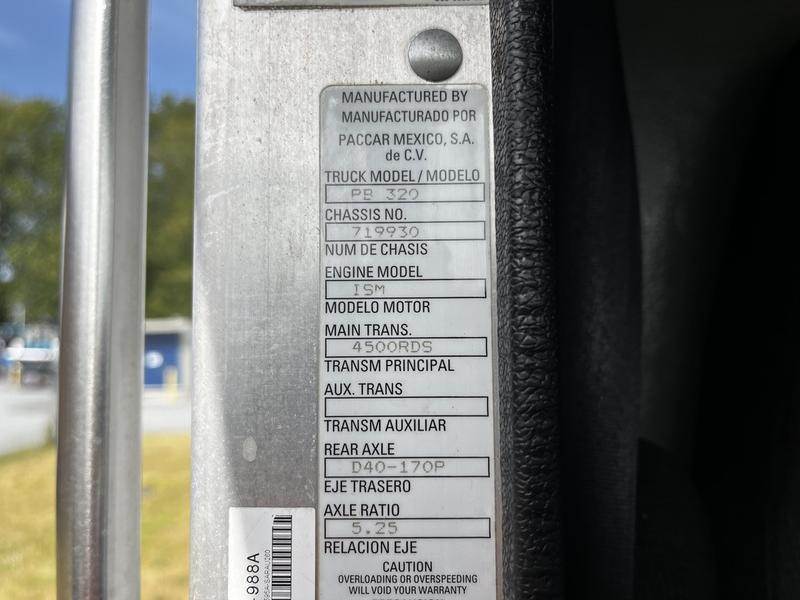 MANUFACTURED BY
MANUFACTURADO POR
PACCAR MEXICO, S.A.
de C.V.
TRUCK MODEL / MODELO
PB 320
CHASSIS NO.
719930
NUM DE CHASIS
ENGINE MODEL
ISM
MODELO MOTOR
MAIN TRANS.
4500RDS
TRANSM PRINCIPAL
AUX. TRANS
TRANSM AUXILIAR
REAR AXLE
D40-170P
EJE TRASERO
AXLE RATIO
5.25
RELACION EJE
CAUTION
OVERLOADING OR OVERSPEEDING
WILL VOID YOUR WARRANTY
988A